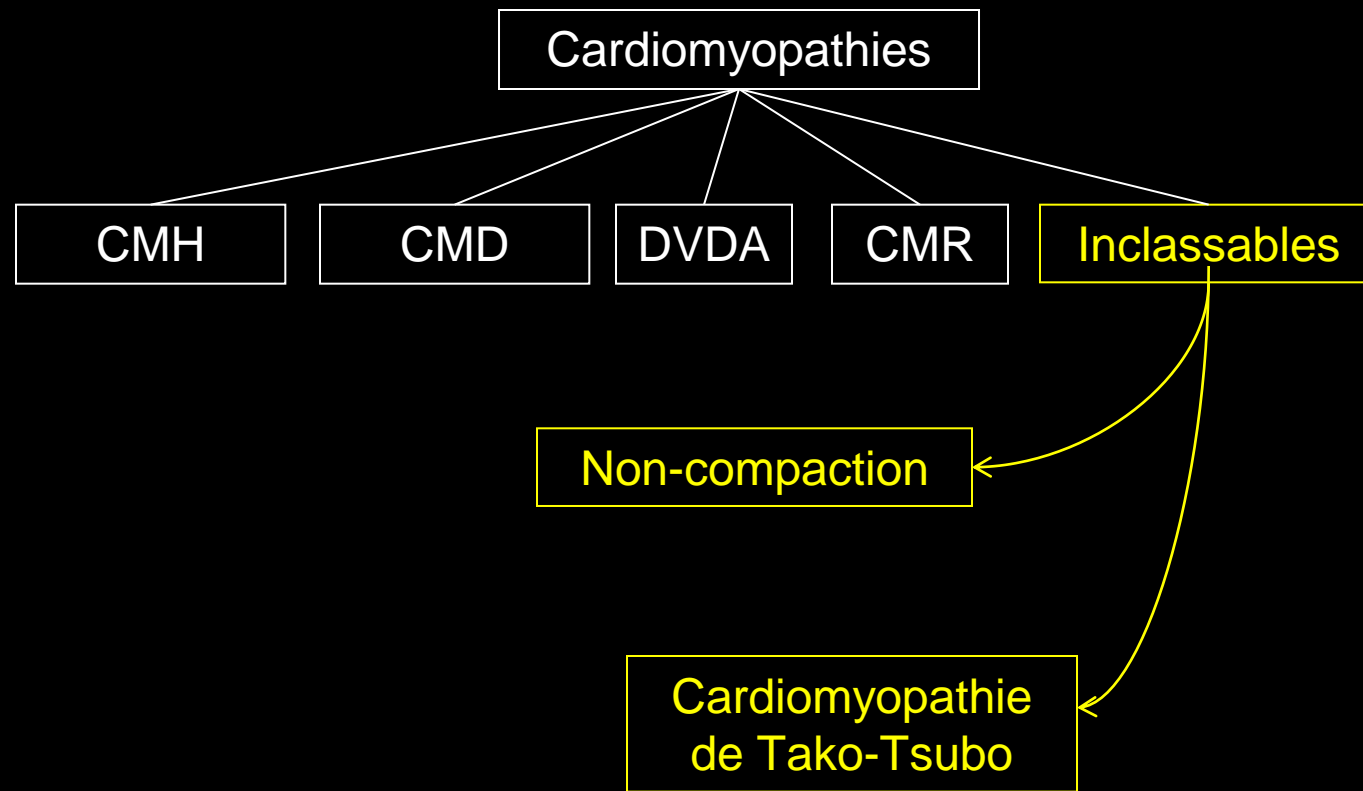 Cardiomyopathies
CMH
CMD
DVDA
CMR
Inclassables
Non-compaction
Cardiomyopathie
de Tako-Tsubo